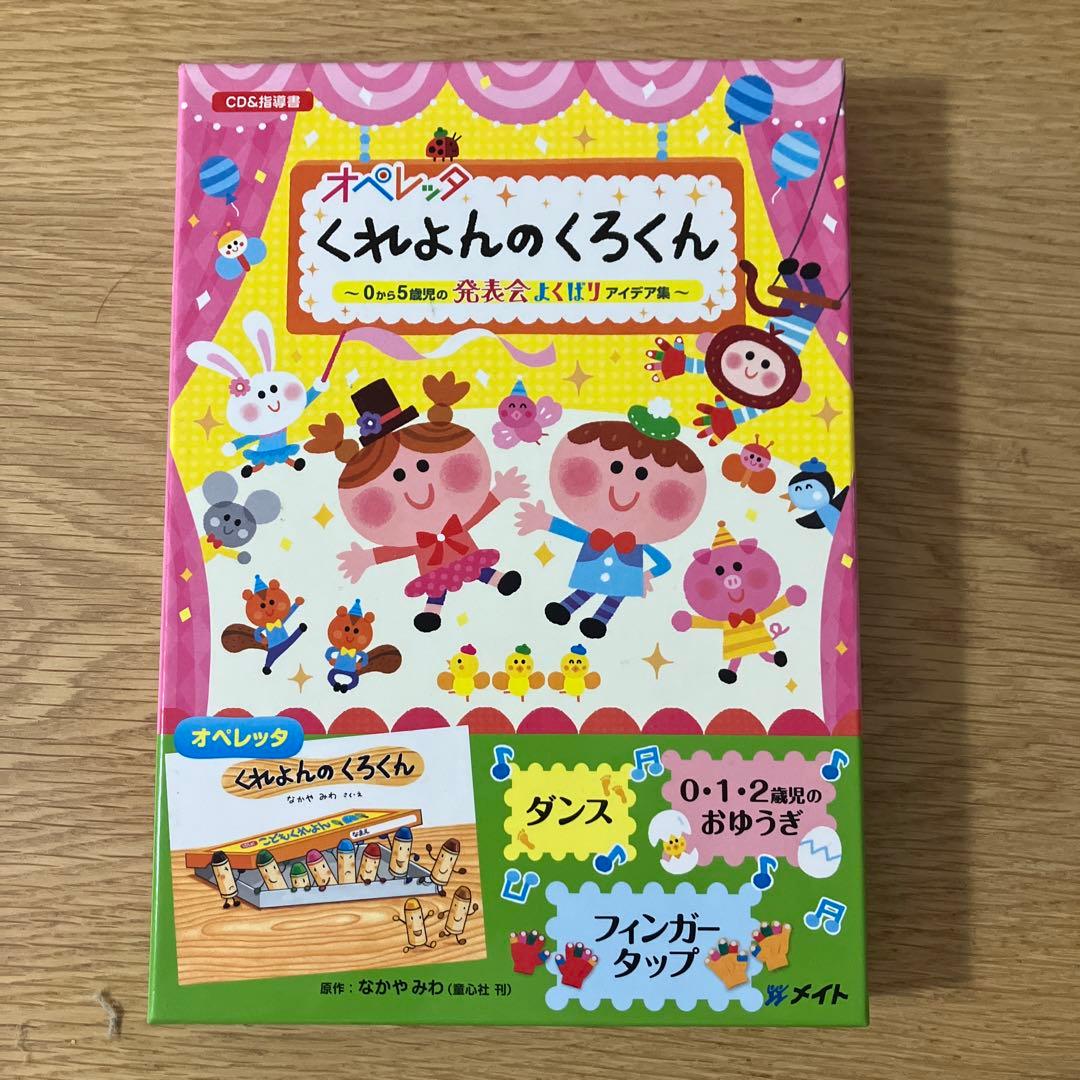 CD&指導書
オペレッタ
くれよんのくろくん
～0から5歳児の 発表会よくばりアイデア集～
オペレッタ
くれよんの くろくん
なかや みわ さく・え
こどもくれよん
なまえ
ダンス
0・1・2歳児の
おゆうぎ
フィンガー
タップ
原作：なかや みわ（童心社 刊）
メイト